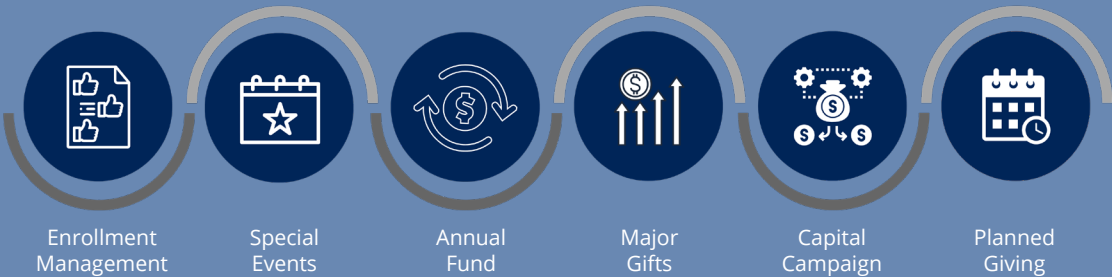 Enrollment
Management
Special
Events
Annual
Fund
Major
Gifts
Capital
Campaign
Planned
Giving